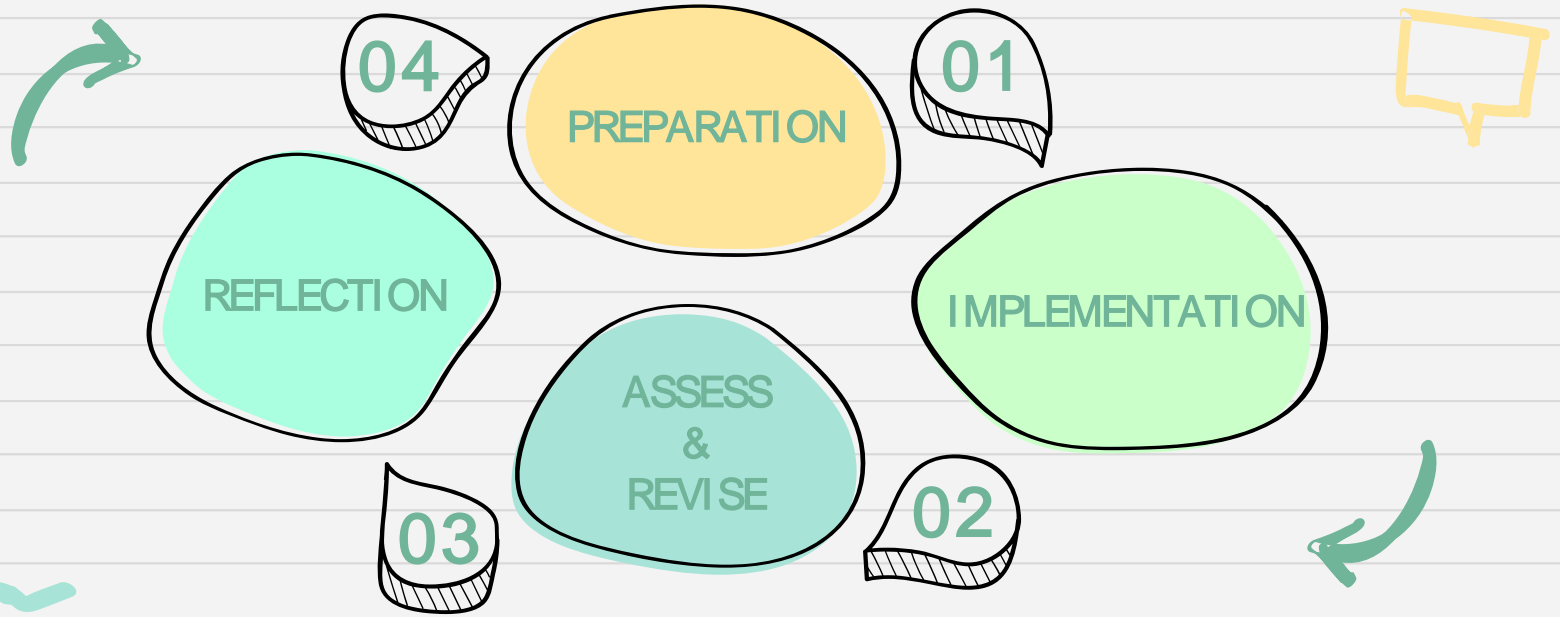 04
PREPARATION
01
REFLECTION
IMPLEMENTATION
ASSESS
&
REVISE
03
02